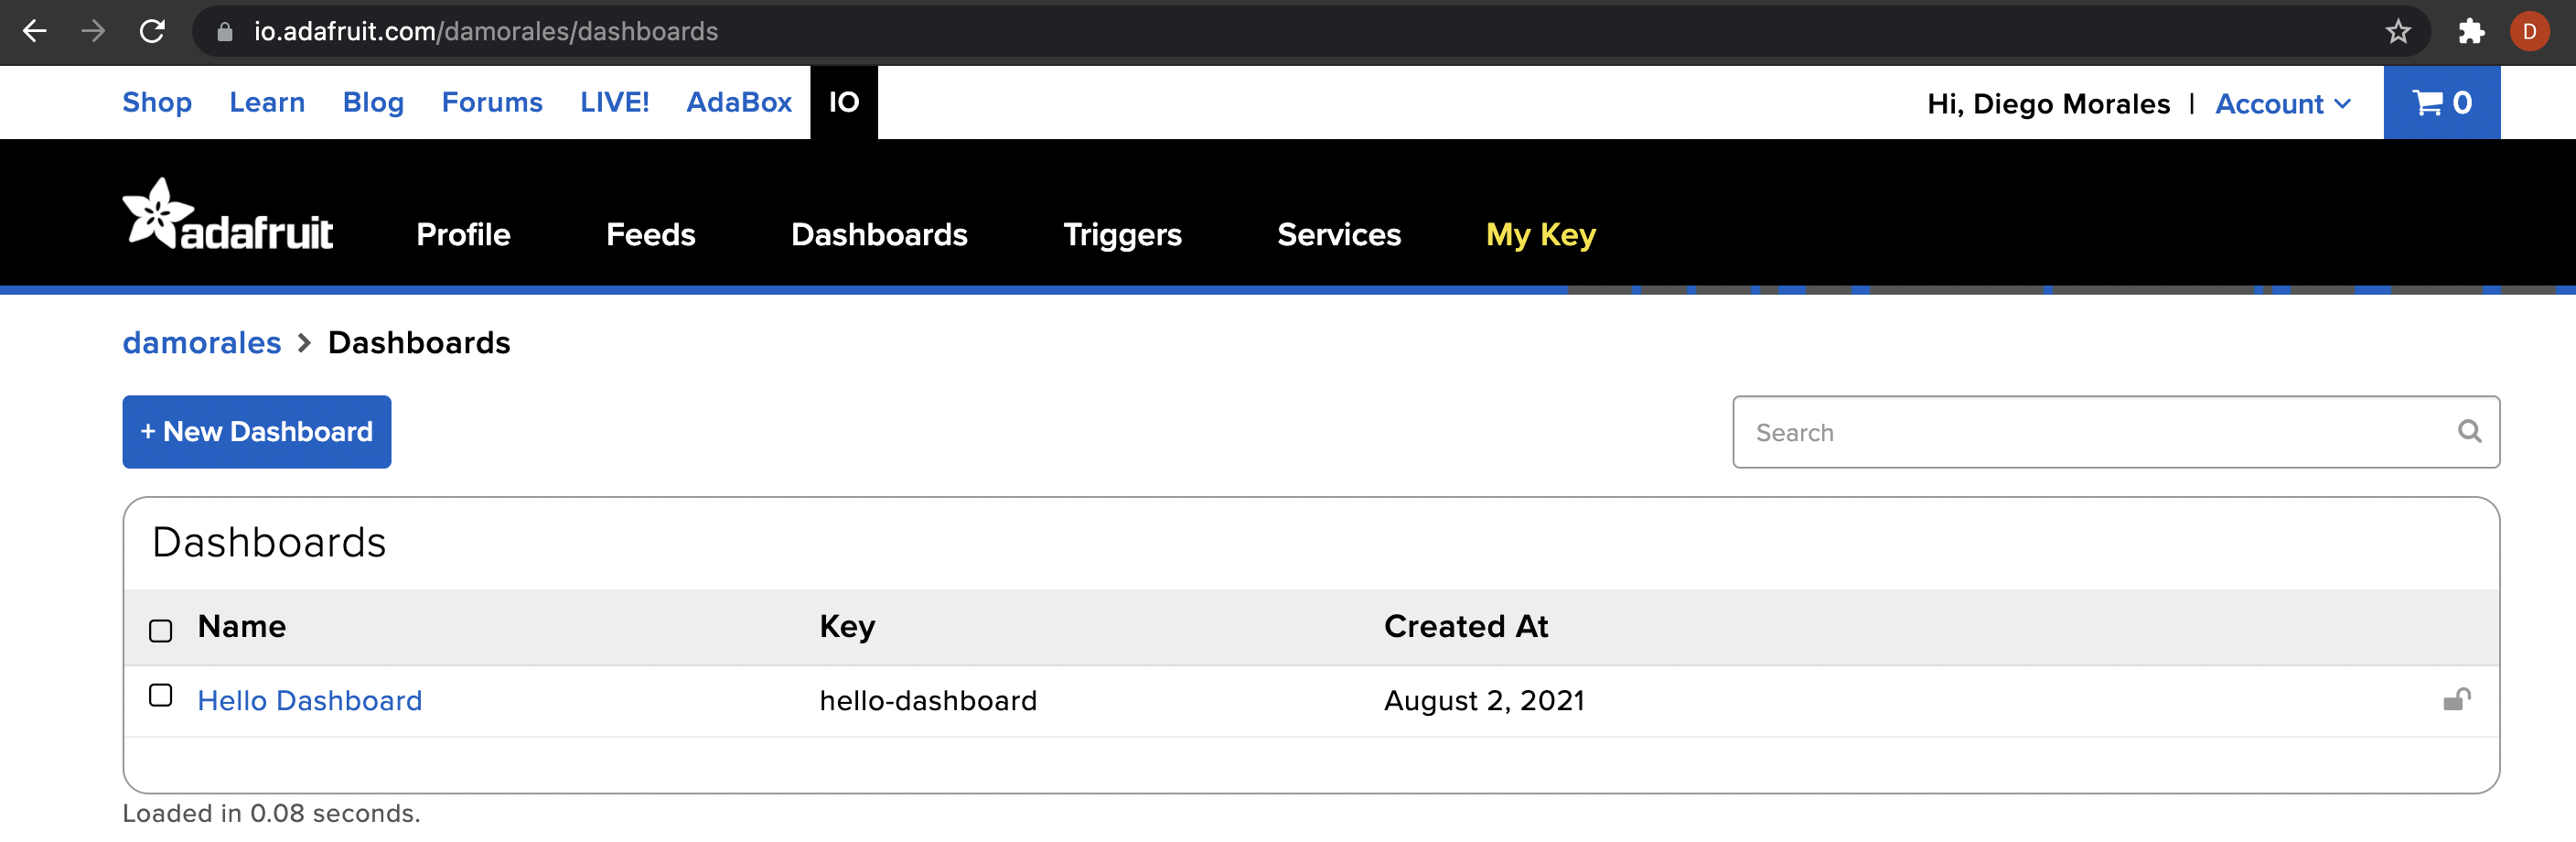 io.adafruit.com/damorales/dashboards
D
Shop Learn Blog Forums LIVE! AdaBox IO Hi, Diego Morales | Account 0
adafruit Profile Feeds Dashboards Triggers Services My Key
damorales > Dashboards
+ New Dashboard Search
Dashboards
Name Key Created At
Hello Dashboard hello-dashboard August 2, 2021
Loaded in 0.08 seconds.